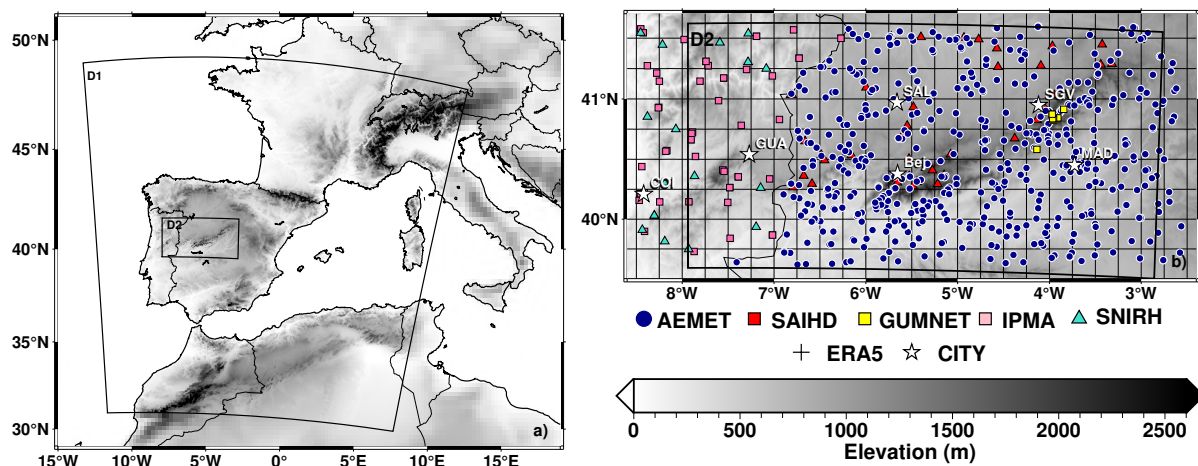 50°N
45°N
40°N
35°N
30°N
15°W 10°W 5°W 0° 5°E 10°E 15°E
D1
D2
a)
41°N
40°N
8°W 7°W 6°W 5°W 4°W 3°W
D2
SAL
SGV
GUA
Bej
MAD
COI
b)
AEMET SAIHD GUMNET IPMA SNIRH
ERA5 CITY
0 500 1000 1500 2000 2500
Elevation (m)